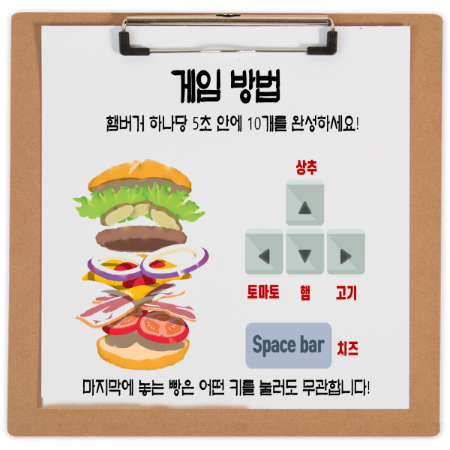 게임 방법
햄버거 하나당 5초 안에 10개를 완성하세요!
상추
토마토 햄 고기
Space bar 치즈
마지막에 놓는 빵은 어떤 키를 눌러도 무관합니다!